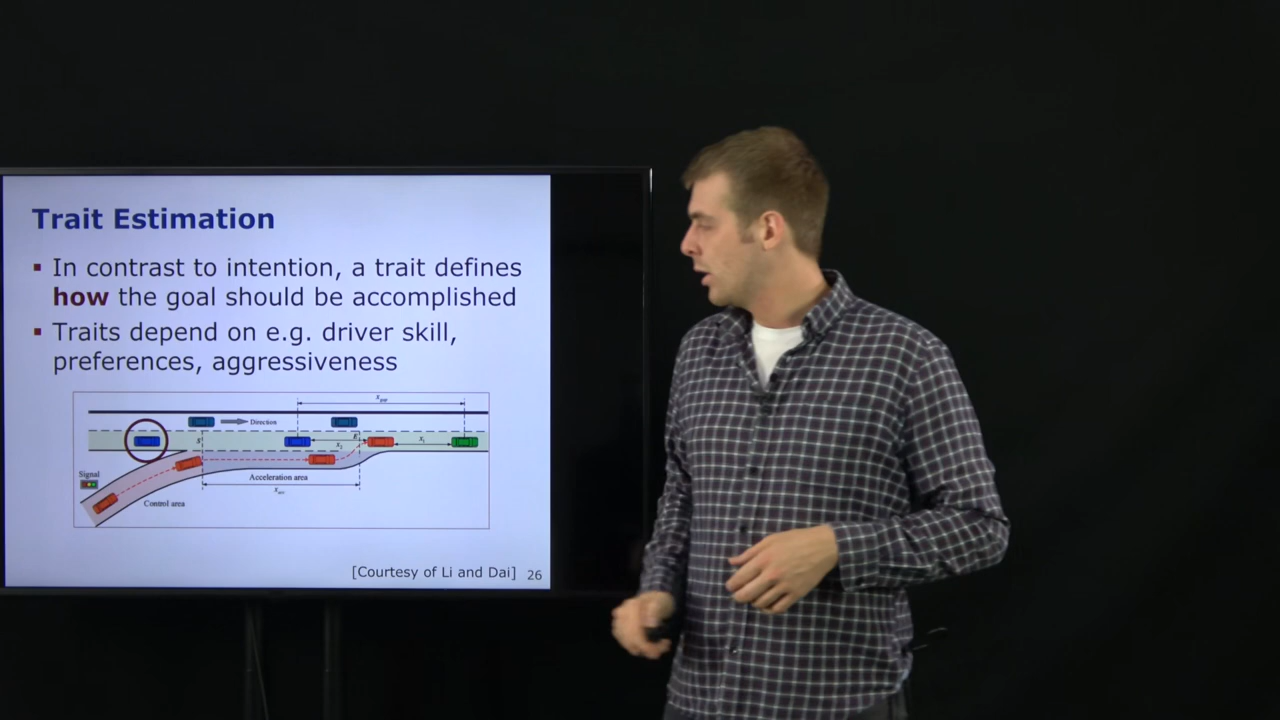 Trait Estimation
▪ In contrast to intention, a trait defines
how the goal should be accomplished
▪ Traits depend on e.g. driver skill,
preferences, aggressiveness
Direction
Signal
Acceleration area
Control area
[Courtesy of Li and Dai] 26